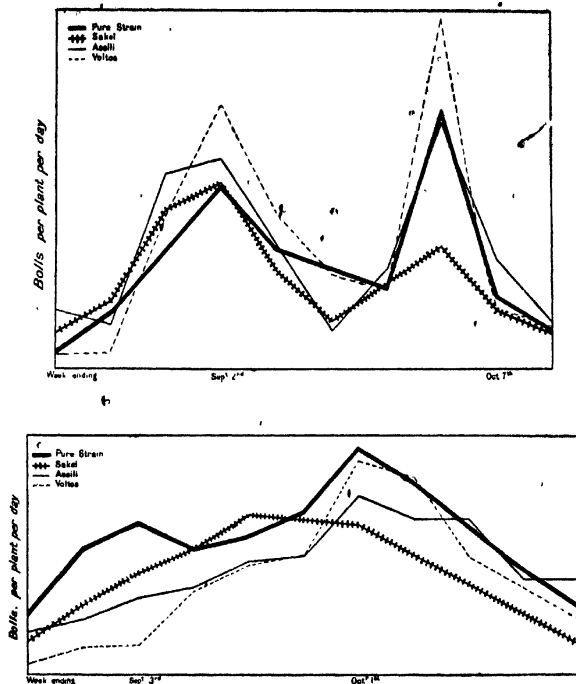 Pure Strain
Sakel
Assili
Voltos
Bolls per plant per day
Week ending Sept 2nd Oct 7th
Pure Strain
Sakel
Assili
Voltos
Bolls. per plant per day
Week ending Sept 3rd Oct 1st